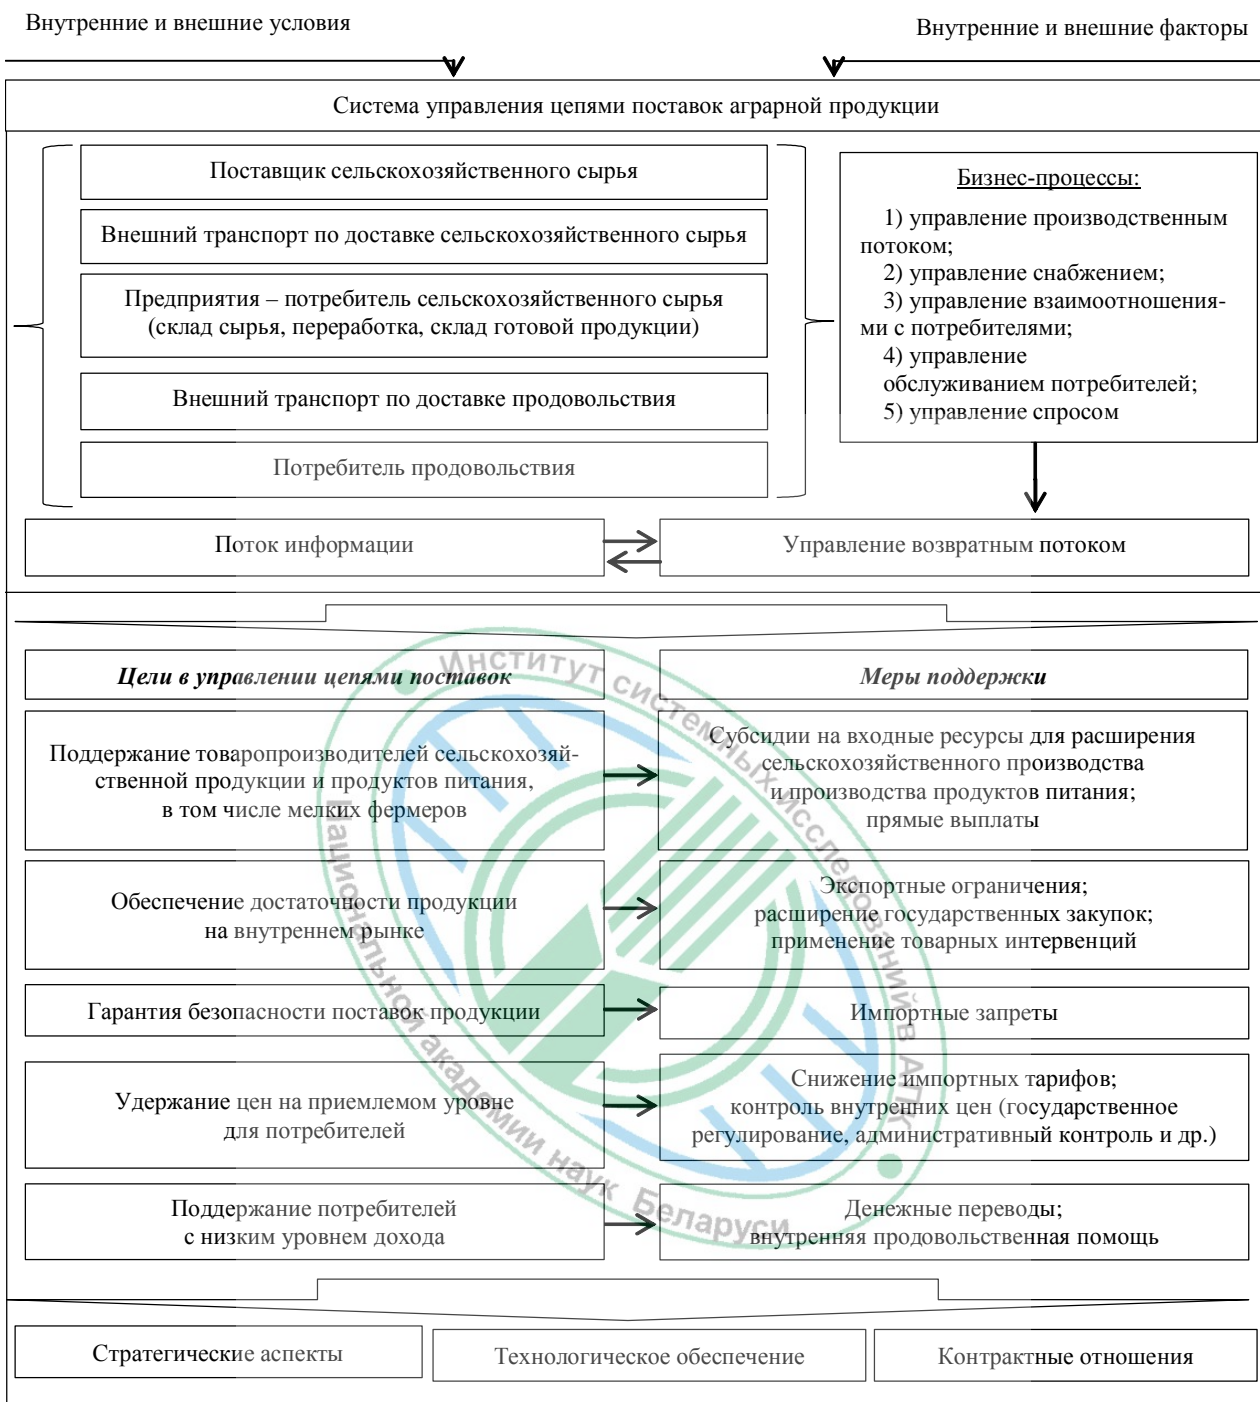 Внутренние и внешние условия
Внутренние и внешние факторы
Система управления цепями поставок аграрной продукции
Поставщик сельскохозяйственного сырья
Внешний транспорт по доставке сельскохозяйственного сырья
Предприятия – потребитель сельскохозяйственного сырья
(склад сырья, переработка, склад готовой продукции)
Внешний транспорт по доставке продовольствия
Потребитель продовольствия
Бизнес-процессы:
1) управление производственным
потоком;
2) управление снабжением;
3) управление взаимоотношения-
ми с потребителями;
4) управление
обслуживанием потребителей;
5) управление спросом
Поток информации
Управление возвратным потоком
Цели в управлении цепями поставок
Меры поддержки
Поддержание товаропроизводителей сельскохозяй-
ственной продукции и продуктов питания,
в том числе мелких фермеров
Субсидии на входные ресурсы для расширения
сельскохозяйственного производства
и производства продуктов питания;
прямые выплаты
Обеспечение достаточности продукции
на внутреннем рынке
Экспортные ограничения;
расширение государственных закупок;
применение товарных интервенций
Гарантия безопасности поставок продукции
Импортные запреты
Удержание цен на приемлемом уровне
для потребителей
Снижение импортных тарифов;
контроль внутренних цен (государственное
регулирование, административный контроль и др.)
Поддержание потребителей
с низким уровнем дохода
Денежные переводы;
внутренняя продовольственная помощь
Стратегические аспекты
Технологическое обеспечение
Контрактные отношения
Институт системных исследований в АПК
Национальной академии наук Беларуси